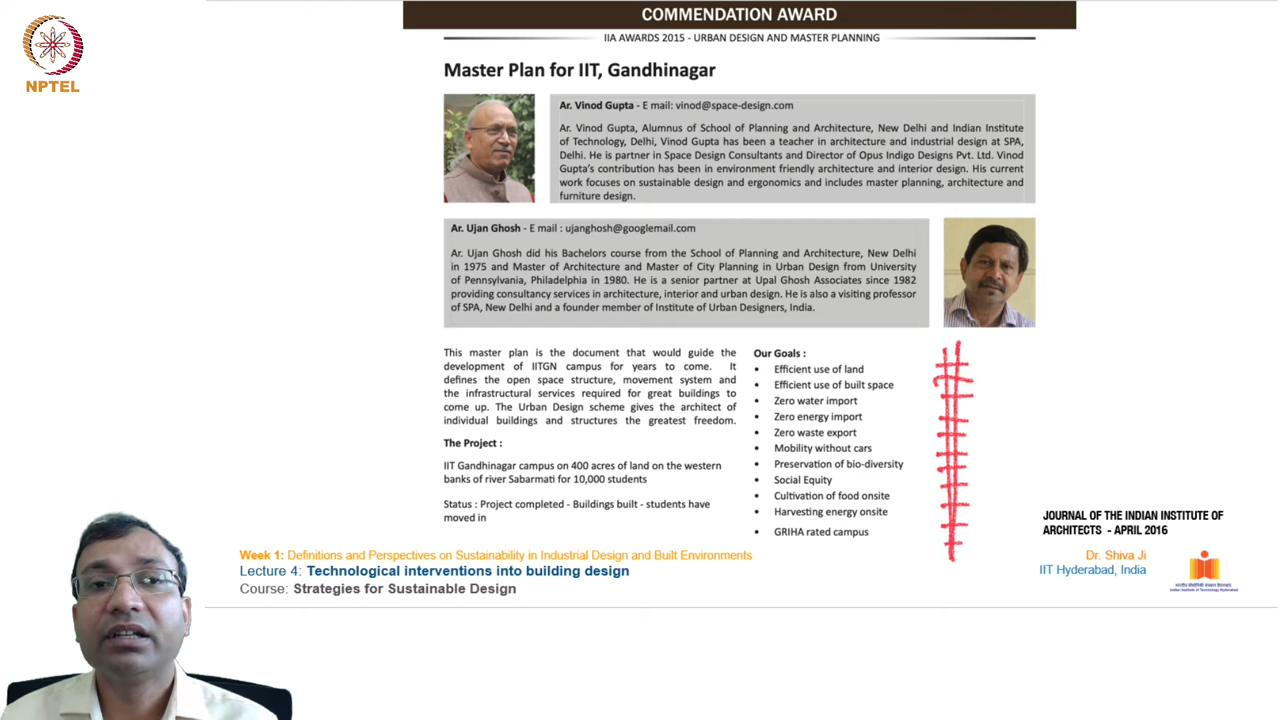 COMMENDATION AWARD
IIA AWARDS 2015 - URBAN DESIGN AND MASTER PLANNING
NPTEL
Master Plan for IIT, Gandhinagar
Ar. Vinod Gupta - E mail: vinod@space-design.com
Ar. Vinod Gupta, Alumnus of School of Planning and Architecture, New Delhi and Indian Institute
of Technology, Delhi, Vinod Gupta has been a teacher in architecture and industrial design at SPA,
Delhi. He is partner in Space Design Consultants and Director of Opus Indigo Designs Pvt. Ltd. Vinod
Gupta's contribution has been in environment friendly architecture and interior design. His current
work focuses on sustainable design and ergonomics and includes master planning, architecture and
furniture design.
Ar. Ujan Ghosh - E mail : ujanghosh@googlemail.com
Ar. Ujan Ghosh did his Bachelors course from the School of Planning and Architecture, New Delhi
in 1975 and Master of Architecture and Master of City Planning in Urban Design from University
of Pennsylvania, Philadelphia in 1980. He is a senior partner at Upal Ghosh Associates since 1982
providing consultancy services in architecture, interior and urban design. He is also a visiting professor
of SPA, New Delhi and a founder member of Institute of Urban Designers, India.
This master plan is the document that would guide the
development of IITGN campus for years to come. It
defines the open space structure, movement system and
the infrastructural services required for great buildings to
come up. The Urban Design scheme gives the architect of
individual buildings and structures the greatest freedom.
The Project :
IIT Gandhinagar campus on 400 acres of land on the western
banks of river Sabarmati for 10,000 students
Status : Project completed - Buildings built - students have
moved in
Our Goals :
• Efficient use of land
• Efficient use of built space
• Zero water import
• Zero energy import
• Zero waste export
• Mobility without cars
• Preservation of bio-diversity
• Social Equity
• Cultivation of food onsite
• Harvesting energy onsite
• GRIHA rated campus
JOURNAL OF THE INDIAN INSTITUTE OF
ARCHITECTS - APRIL 2016
Week 1: Definitions and Perspectives on Sustainability in Industrial Design and Built Environments
Lecture 4: Technological interventions into building design
Course: Strategies for Sustainable Design
Dr. Shiva Ji
IIT Hyderabad, India
Indian Institute of Technology Hyderabad